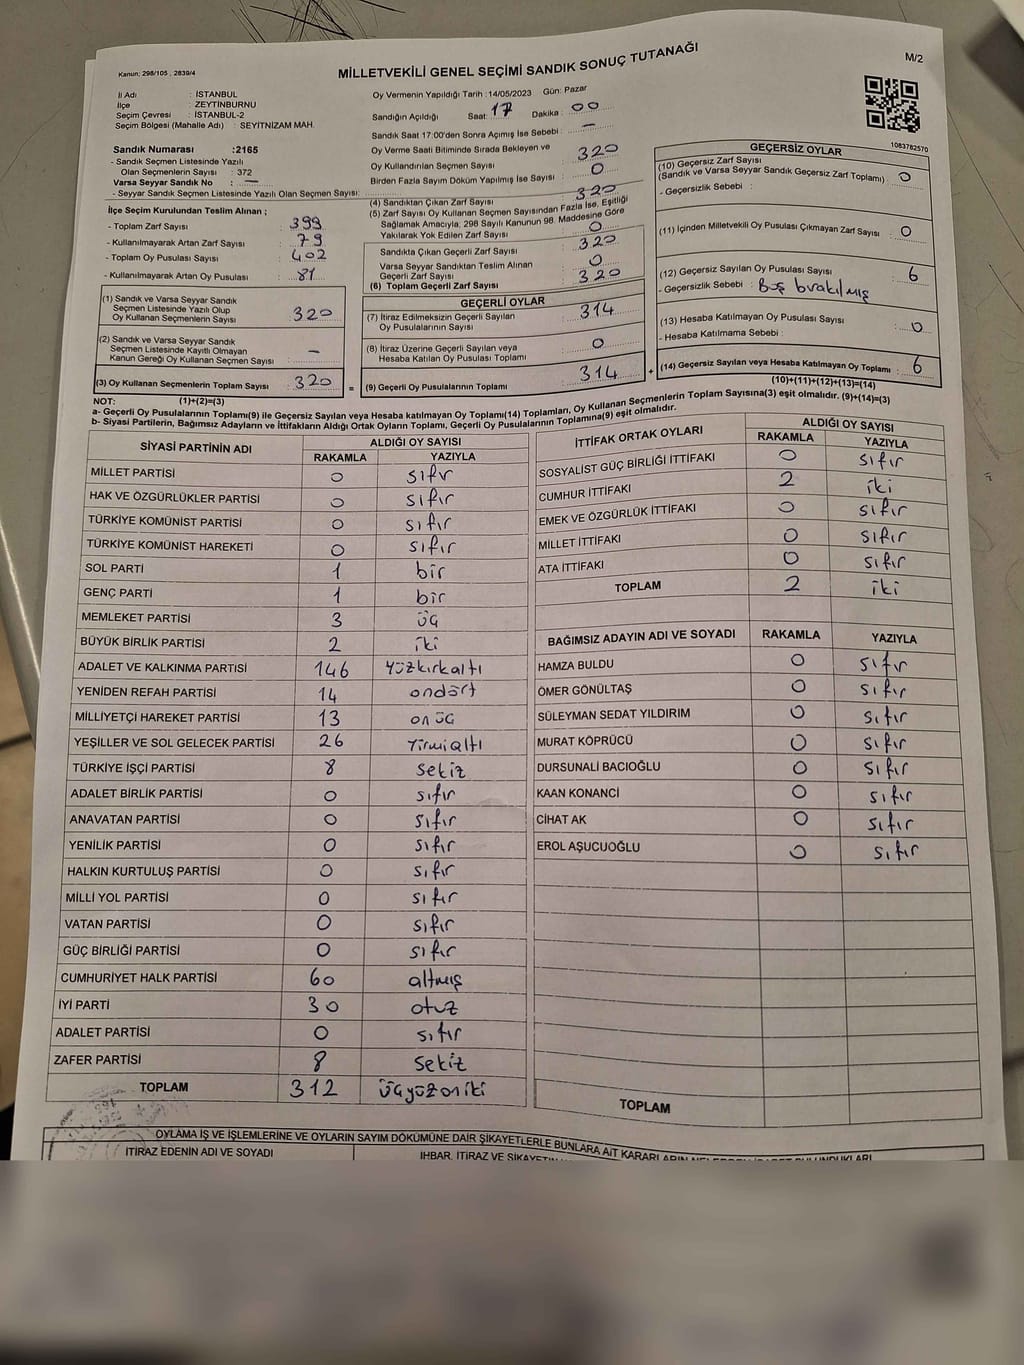 Kanun: 298/105 , 2839/4
MİLLETVEKİLİ GENEL SEÇİMİ SANDIK SONUÇ TUTANAĞI
M/2
İl Adı : İSTANBUL
İlçe : ZEYTİNBURNU
Seçim Çevresi : İSTANBUL-2
Seçim Bölgesi (Mahalle Adı) : SEYİTNİZAM MAH.
Sandık Numarası :2165
- Sandık Seçmen Listesinde Yazılı
Olan Seçmenlerin Sayısı : 372
Varsa Seyyar Sandık No : —
- Seyyar Sandık Seçmen Listesinde Yazılı Olan Seçmen Sayısı:
Oy Vermenin Yapıldığı Tarih :14/05/2023 Gün: Pazar
Sandığın Açıldığı Saat: 17 Dakika : 00
Sandık Saat 17:00'den Sonra Açımış İse Sebebi : —
Oy Verme Saati Bitiminde Sırada Bekleyen ve
Oy Kullandırılan Seçmen Sayısı : 320
Birden Fazla Sayım Döküm Yapılmış İse Sayısı : 0
(4) Sandıktan Çıkan Zarf Sayısı : 320
(5) Zarf Sayısı Oy Kullanan Seçmen Sayısından Fazla İse, Eşitliği
Sağlamak Amacıyla, 298 Sayılı Kanunun 98. Maddesine Göre
Yakılarak Yok Edilen Zarf Sayısı : 0
Sandıkta Çıkan Geçerli Zarf Sayısı : 320
Varsa Seyyar Sandıktan Teslim Alınan
Geçerli Zarf Sayısı : 0
(6) Toplam Geçerli Zarf Sayısı : 320
1083782570
GEÇERSİZ OYLAR
(10) Geçersiz Zarf Sayısı
(Sandık ve Varsa Seyyar Sandık Geçersiz Zarf Toplamı) : 0
- Geçersizlik Sebebi :
(11) İçinden Milletvekili Oy Pusulası Çıkmayan Zarf Sayısı : 0
(12) Geçersiz Sayılan Oy Pusulası Sayısı : 6
- Geçersizlik Sebebi : Boş bırakılmış
(13) Hesaba Katılmayan Oy Pusulası Sayısı : 0
- Hesaba Katılmama Sebebi :
(14) Geçersiz Sayılan veya Hesaba Katılmayan Oy Toplamı : 6
(10)+(11)+(12)+(13)=(14)
İlçe Seçim Kurulundan Teslim Alınan ;
- Toplam Zarf Sayısı : 399
- Kullanılmayarak Artan Zarf Sayısı : 79
- Toplam Oy Pusulası Sayısı : 402
- Kullanılmayarak Artan Oy Pusulası : 81
(1) Sandık ve Varsa Seyyar Sandık
Seçmen Listesinde Yazılı Olup
Oy Kullanan Seçmenlerin Sayısı : 320
(2) Sandık ve Varsa Seyyar Sandık
Seçmen Listesinde Kayıtlı Olmayan
Kanun Gereği Oy Kullanan Seçmen Sayısı : —
(3) Oy Kullanan Seçmenlerin Toplam Sayısı : 320 =
(1)+(2)=(3)
GEÇERLİ OYLAR
(7) İtiraz Edilmeksizin Geçerli Sayılan
Oy Pusulalarının Sayısı : 314
(8) İtiraz Üzerine Geçerli Sayılan veya
Hesaba Katılan Oy Pusulası Toplamı : 0
(9) Geçerli Oy Pusulalarının Toplamı : 314 +
NOT:
a- Geçerli Oy Pusulalarının Toplamı(9) ile Geçersiz Sayılan veya Hesaba katılmayan Oy Toplamı(14) Toplamları, Oy Kullanan Seçmenlerin Toplam Sayısına(3) eşit olmalıdır. (9)+(14)=(3)
b- Siyasi Partilerin, Bağımsız Adayların ve İttifakların Aldığı Ortak Oyların Toplamı, Geçerli Oy Pusulalarının Toplamına(9) eşit olmalıdır.
SİYASİ PARTİNİN ADI ALDIĞI OY SAYISI
RAKAMLA YAZIYLA
MİLLET PARTİSİ 0 sıfır
HAK VE ÖZGÜRLÜKLER PARTİSİ 0 sıfır
TÜRKİYE KOMÜNİST PARTİSİ 0 sıfır
TÜRKİYE KOMÜNİST HAREKETİ 0 sıfır
SOL PARTİ 1 bir
GENÇ PARTİ 1 bir
MEMLEKET PARTİSİ 3 üç
BÜYÜK BİRLİK PARTİSİ 2 iki
ADALET VE KALKINMA PARTİSİ 146 yüzkırkaltı
YENİDEN REFAH PARTİSİ 14 ondört
MİLLİYETÇİ HAREKET PARTİSİ 13 onüç
YEŞİLLER VE SOL GELECEK PARTİSİ 26 Yirmialtı
TÜRKİYE İŞÇİ PARTİSİ 8 sekiz
ADALET BİRLİK PARTİSİ 0 sıfır
ANAVATAN PARTİSİ 0 sıfır
YENİLİK PARTİSİ 0 sıfır
HALKIN KURTULUŞ PARTİSİ 0 sıfır
MİLLİ YOL PARTİSİ 0 sıfır
VATAN PARTİSİ 0 sıfır
GÜÇ BİRLİĞİ PARTİSİ 0 sıfır
CUMHURİYET HALK PARTİSİ 60 altmış
İYİ PARTİ 30 otuz
ADALET PARTİSİ 0 sıfır
ZAFER PARTİSİ 8 sekiz
TOPLAM 312 üçyüzoniki
İTTİFAK ORTAK OYLARI ALDIĞI OY SAYISI
RAKAMLA YAZIYLA
SOSYALİST GÜÇ BİRLİĞİ İTTİFAKI 0 sıfır
CUMHUR İTTİFAKI 2 iki
EMEK VE ÖZGÜRLÜK İTTİFAKI 0 sıfır
MİLLET İTTİFAKI 0 sıfır
ATA İTTİFAKI 0 sıfır
TOPLAM 2 iki
BAĞIMSIZ ADAYIN ADI VE SOYADI RAKAMLA YAZIYLA
HAMZA BULDU 0 sıfır
ÖMER GÖNÜLTAŞ 0 sıfır
SÜLEYMAN SEDAT YILDIRIM 0 sıfır
MURAT KÖPRÜCÜ 0 sıfır
DURSUNALİ BACIOĞLU 0 sıfır
KAAN KONANCİ 0 sıfır
CİHAT AK 0 sıfır
EROL AŞUCUOĞLU 0 sıfır
TOPLAM
OYLAMA İŞ VE İŞLEMLERİNE VE OYLARIN SAYIM DÖKÜMÜNE DAİR ŞİKAYETLERLE BUNLARA AİT KARARLARIN
İTİRAZ EDENİN ADI VE SOYADI İHBAR, İTİRAZ VE